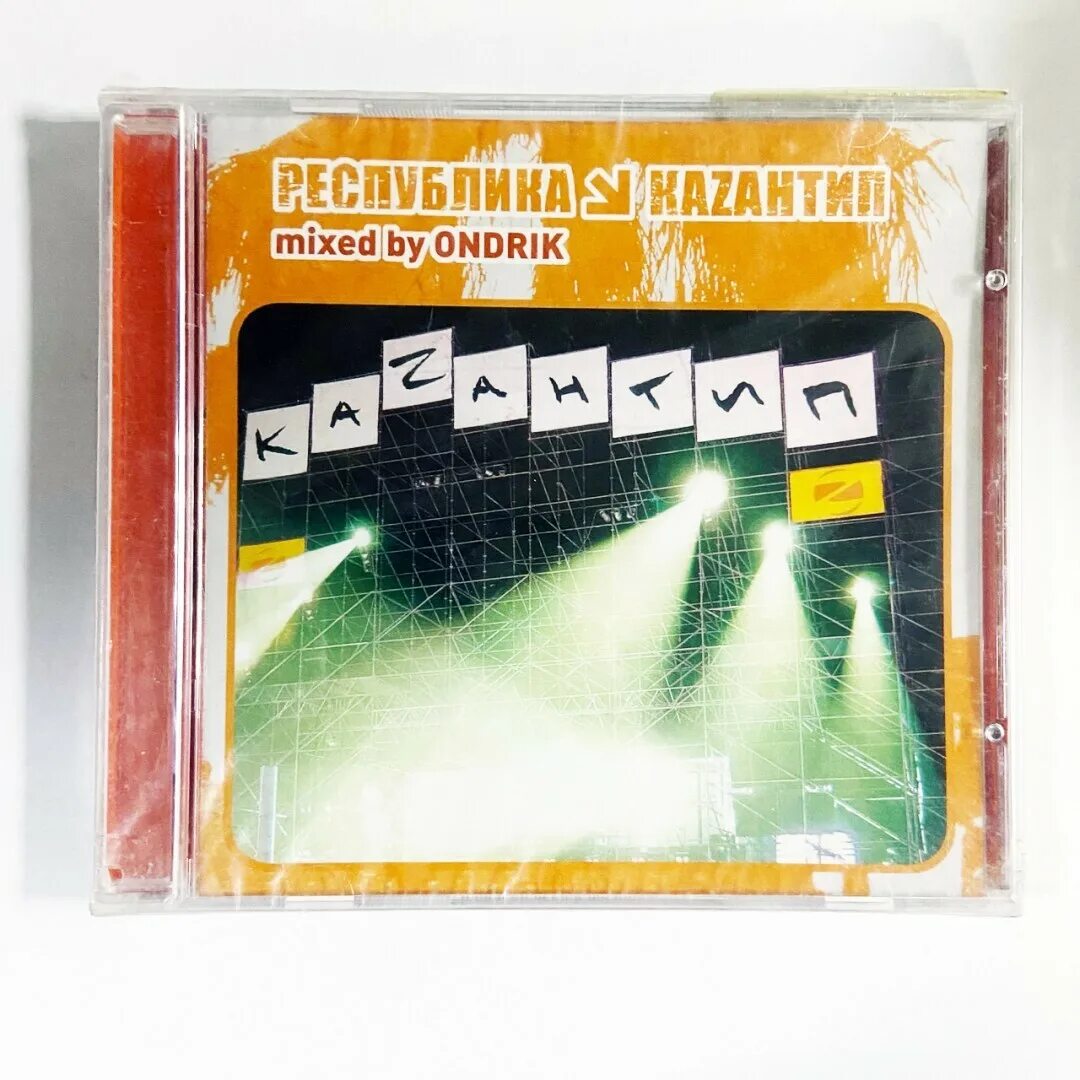 РЕСПУБЛИКА KAZАНТИП
mixed by ONDRIK
KAZАНТИП
Z